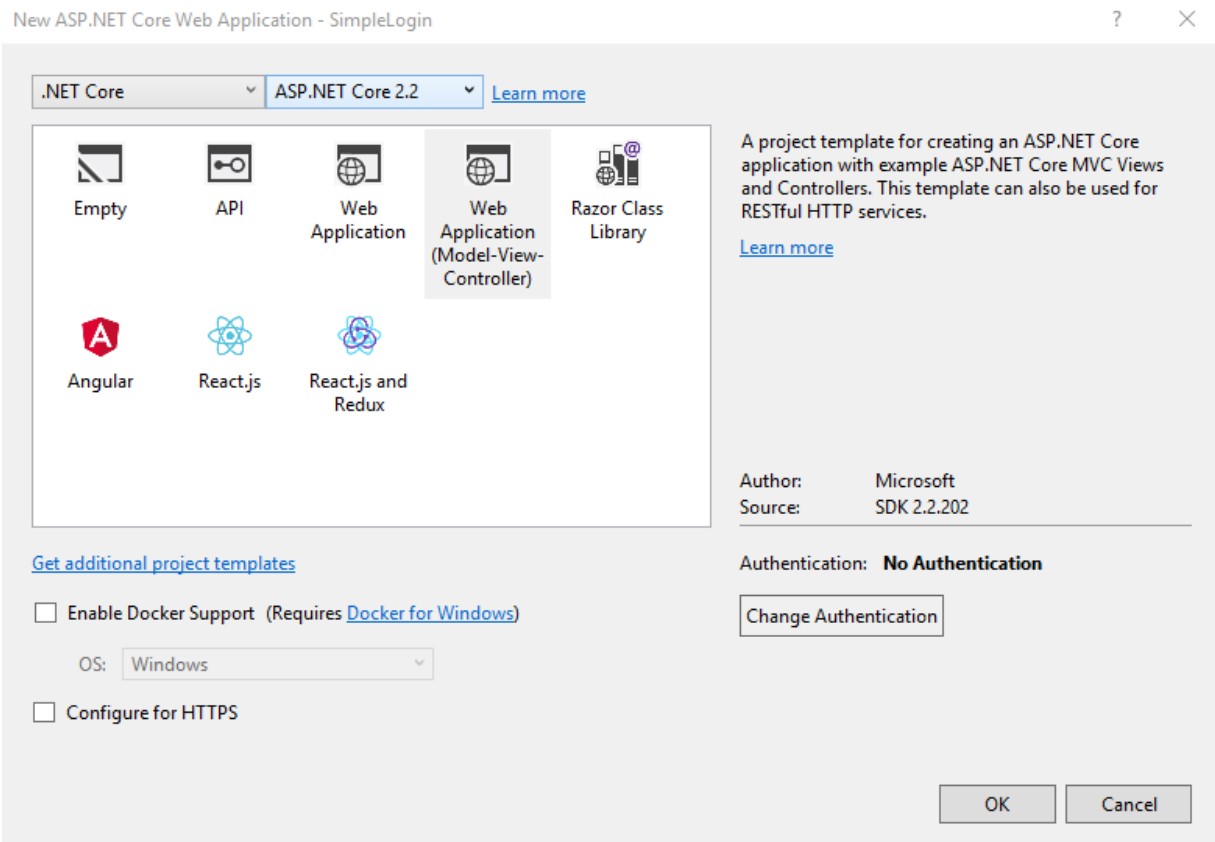 New ASP.NET Core Web Application - SimpleLogin
?
.NET Core
ASP.NET Core 2.2
Learn more
Empty
API
Web
Application
Web
Application
(Model-View-
Controller)
Razor Class
Library
Angular
React.js
React.js and
Redux
A project template for creating an ASP.NET Core
application with example ASP.NET Core MVC Views
and Controllers. This template can also be used for
RESTful HTTP services.
Learn more
Author: Microsoft
Source: SDK 2.2.202
Get additional project templates
Enable Docker Support (Requires Docker for Windows)
OS: Windows
Configure for HTTPS
Authentication: No Authentication
Change Authentication
OK
Cancel